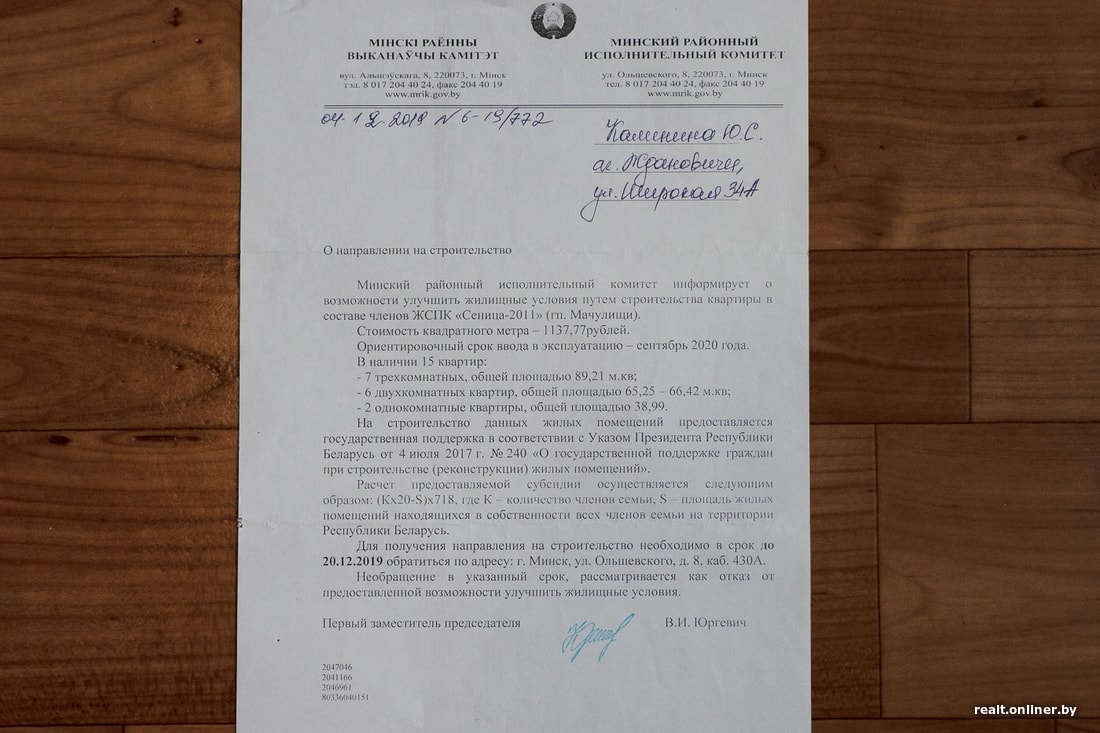 МІНСКІ РАЁННЫ
ВЫКАНАЎЧЫ КАМІТЭТ
вул. Альшэўскага, 8, 220073, г. Мінск
тэл. 8 017 204 40 24, факс 204 40 19
www.mrik.gov.by
МИНСКИЙ РАЙОННЫЙ
ИСПОЛНИТЕЛЬНЫЙ КОМИТЕТ
ул. Ольшевского, 8, 220073, г. Минск
тел. 8 017 204 40 24, факс 204 40 19
www.mrik.gov.by
04.12.2019 N 6-19/772
Калинина Ю.С.
аг. Ждановичи,
ул. Широкая 34А
О направлении на строительство
Минский районный исполнительный комитет информирует о
возможности улучшить жилищные условия путем строительства квартиры в
составе членов ЖСПК «Сеница-2011» (гп. Мачулищи).
Стоимость квадратного метра – 1137,77рублей.
Ориентировочный срок ввода в эксплуатацию – сентябрь 2020 года.
В наличии 15 квартир:
- 7 трехкомнатных, общей площадью 89,21 м.кв;
- 6 двухкомнатных квартир, общей площадью 65,25 – 66,42 м.кв;
- 2 однокомнатные квартиры, общей площадью 38,99.
На строительство данных жилых помещений предоставляется
государственная поддержка в соответствии с Указом Президента Республики
Беларусь от 4 июля 2017 г. № 240 «О государственной поддержке граждан
при строительстве (реконструкции) жилых помещений».
Расчет предоставляемой субсидии осуществляется следующим
образом: (Кх20-S)х718, где К – количество членов семьи, S – площадь жилых
помещений находящихся в собственности всех членов семьи на территории
Республики Беларусь.
Для получения направления на строительство необходимо в срок до
20.12.2019 обратиться по адресу: г. Минск, ул. Ольшевского, д. 8, каб. 430А.
Необращение в указанный срок, рассматривается как отказ от
предоставленной возможности улучшить жилищные условия.
Первый заместитель председателя
В.И. Юргевич
2047046
2041166
2046961
80336040151
realt.onliner.by